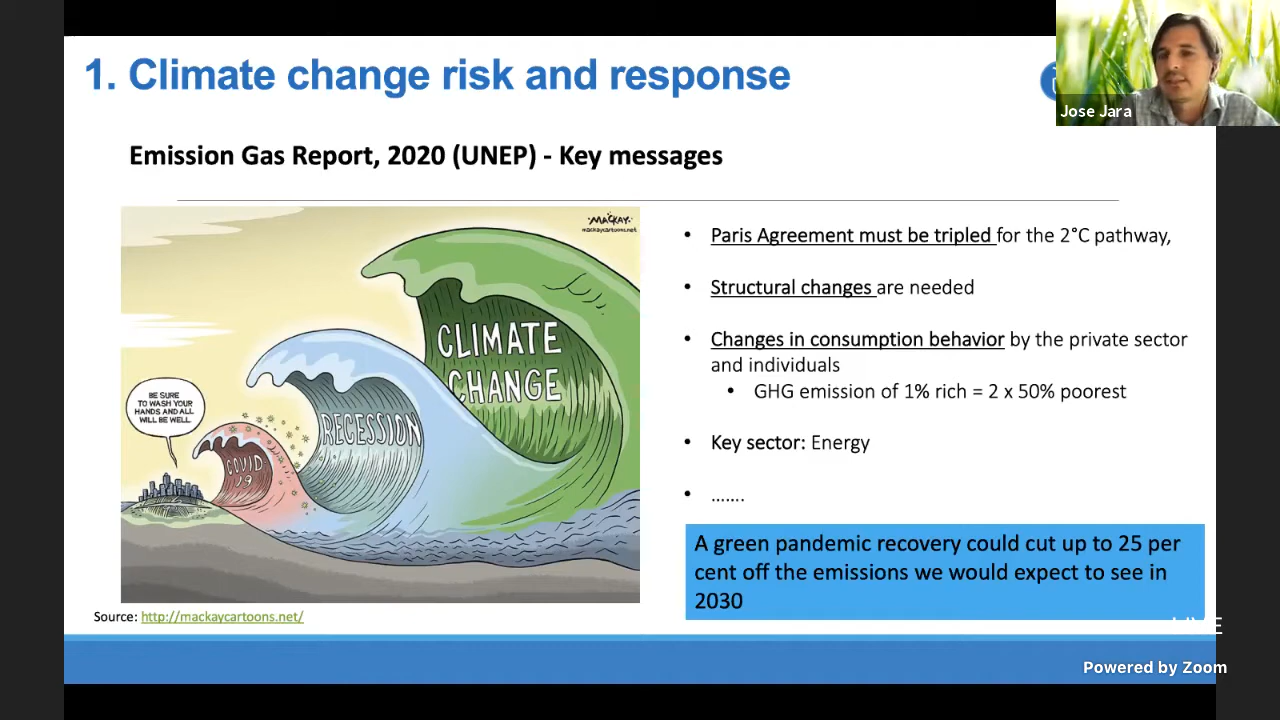 1. Climate change risk and response
Jose Jara
Emission Gas Report, 2020 (UNEP) - Key messages
MACKAY
mackaycartoons.net
CLIMATE
CHANGE
RECESSION
COVID
19
BE SURE
TO WASH YOUR
HANDS AND ALL
WILL BE WELL.
Source: http://mackaycartoons.net/
• Paris Agreement must be tripled for the 2°C pathway,
• Structural changes are needed
• Changes in consumption behavior by the private sector
and individuals
• GHG emission of 1% rich = 2 x 50% poorest
• Key sector: Energy
• .......
A green pandemic recovery could cut up to 25 per
cent off the emissions we would expect to see in
2030
Powered by Zoom